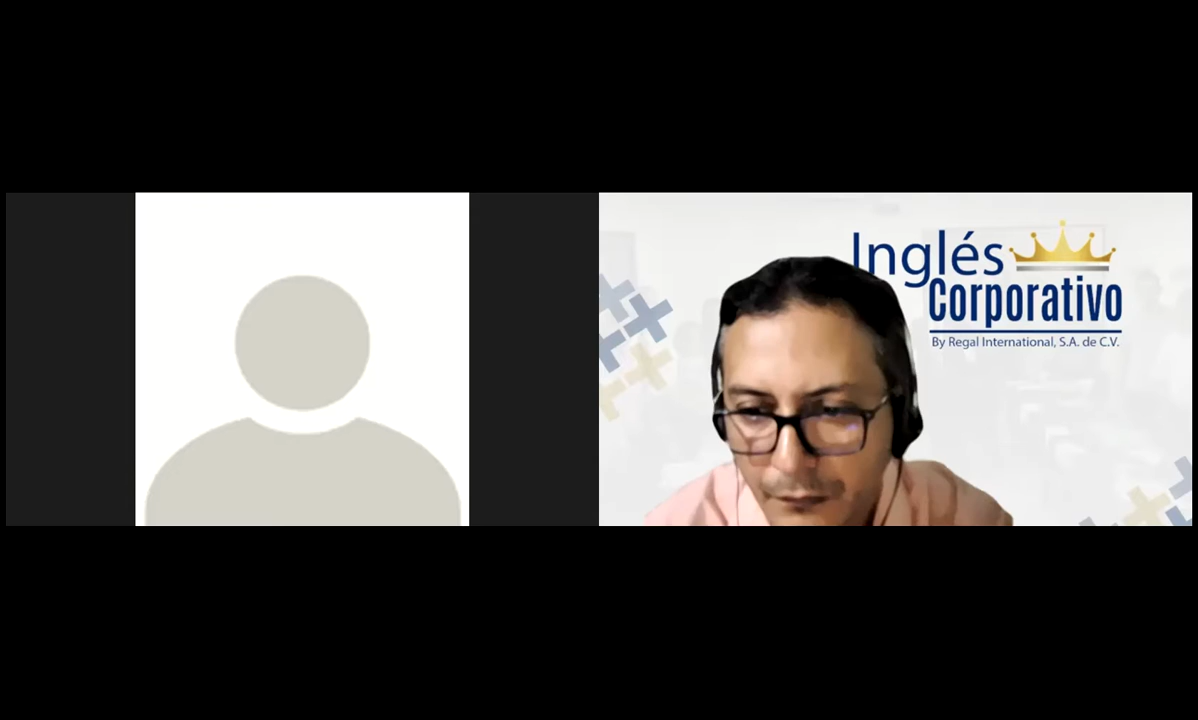 Inglés
Corporativo
By Regal International, S.A. de C.V.